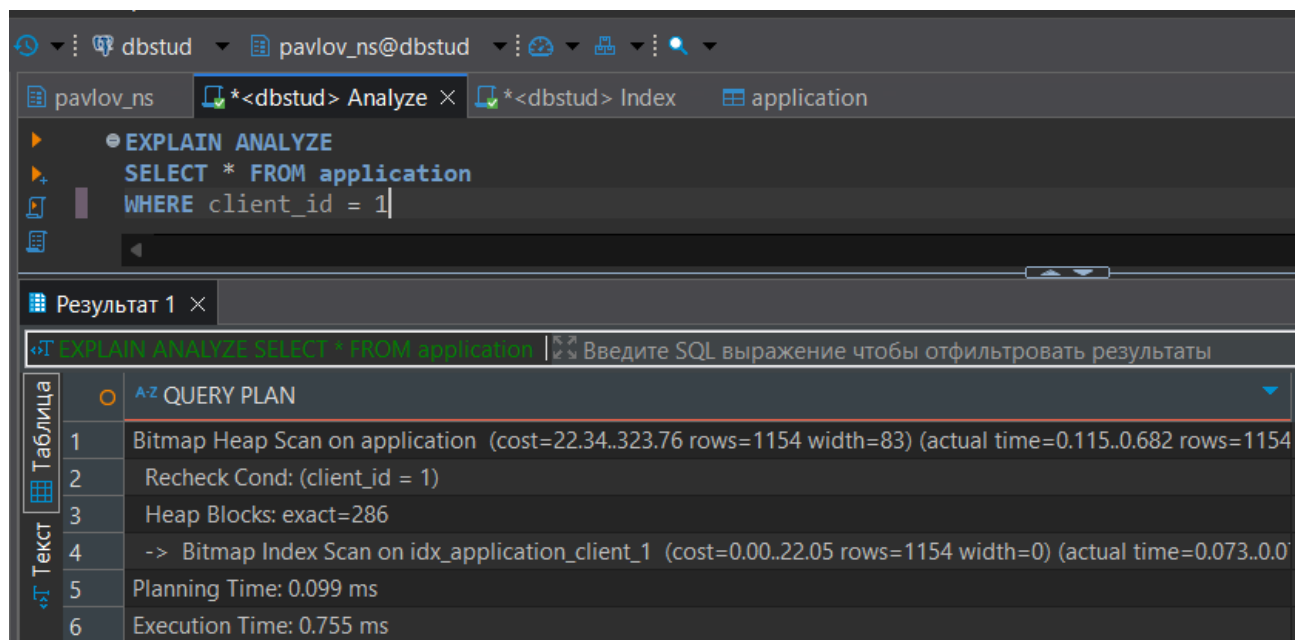 dbstud pavlov_ns@dbstud
pavlov_ns *<dbstud> Analyze × *<dbstud> Index application
EXPLAIN ANALYZE
SELECT * FROM application
WHERE client_id = 1
Результат 1 ×
EXPLAIN ANALYZE SELECT * FROM application Введите SQL выражение чтобы отфильтровать результаты
Таблица
Текст
A-Z QUERY PLAN
1 Bitmap Heap Scan on application (cost=22.34..323.76 rows=1154 width=83) (actual time=0.115..0.682 rows=1154
2 Recheck Cond: (client_id = 1)
3 Heap Blocks: exact=286
4 -> Bitmap Index Scan on idx_application_client_1 (cost=0.00..22.05 rows=1154 width=0) (actual time=0.073..0.0
5 Planning Time: 0.099 ms
6 Execution Time: 0.755 ms